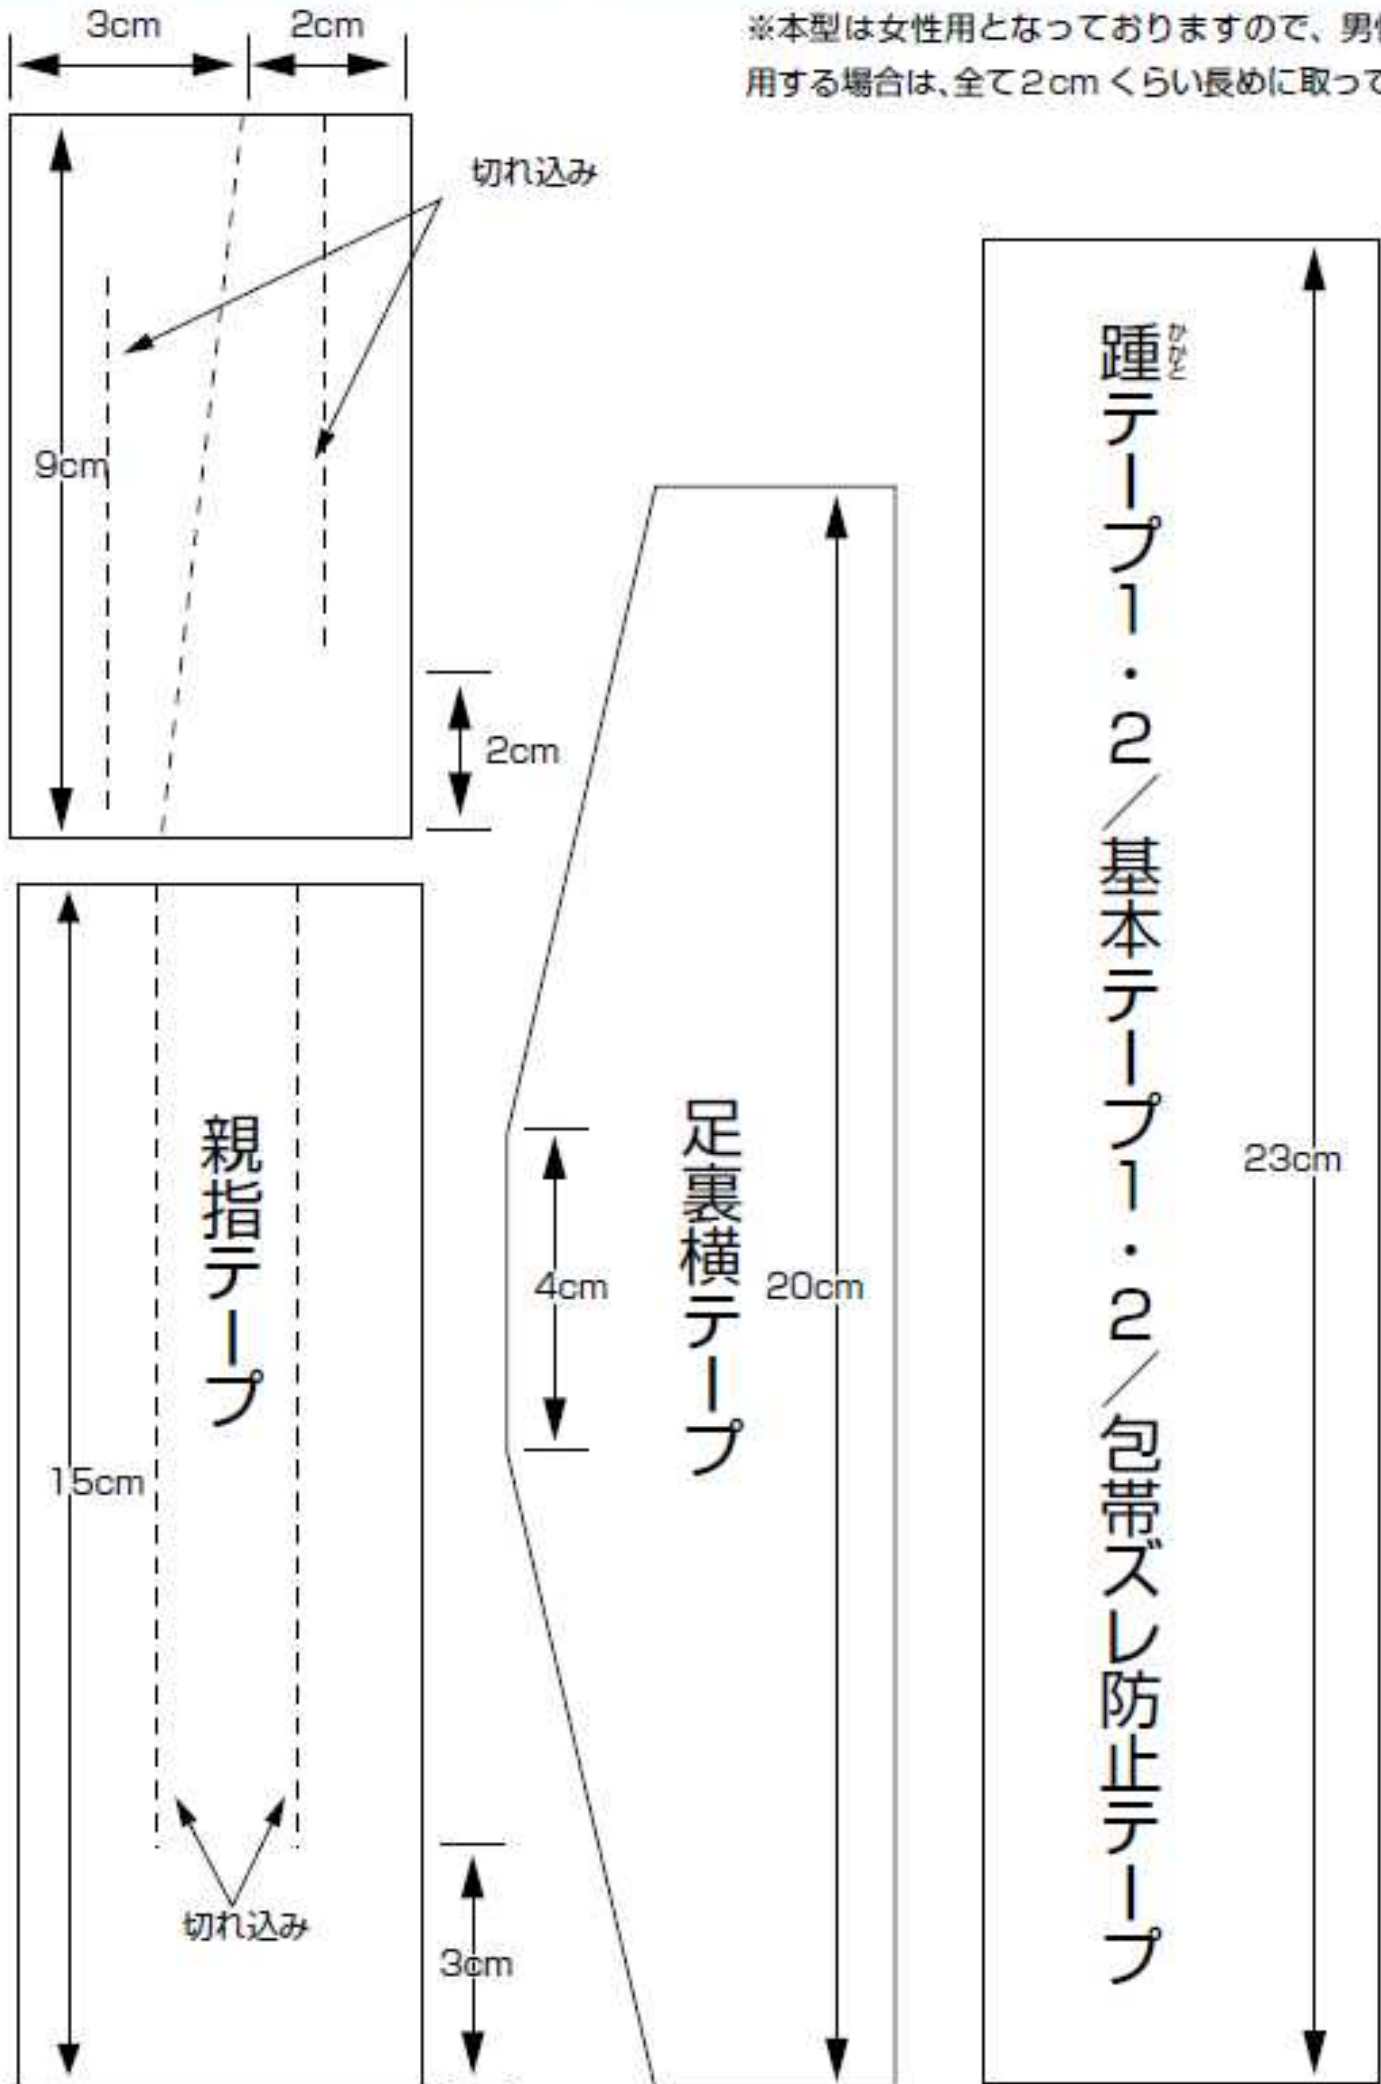 3cm
2cm
※本型は女性用となっておりますので、男
用する場合は、全て2cmくらい長めに取って
切れ込み
9cm
2cm
親指テープ
15cm
切れ込み
3cm
足裏横テープ
4cm
20cm
かかと
踵テープ1・2／基本テープ1・2／包帯ズレ防止テープ
23cm